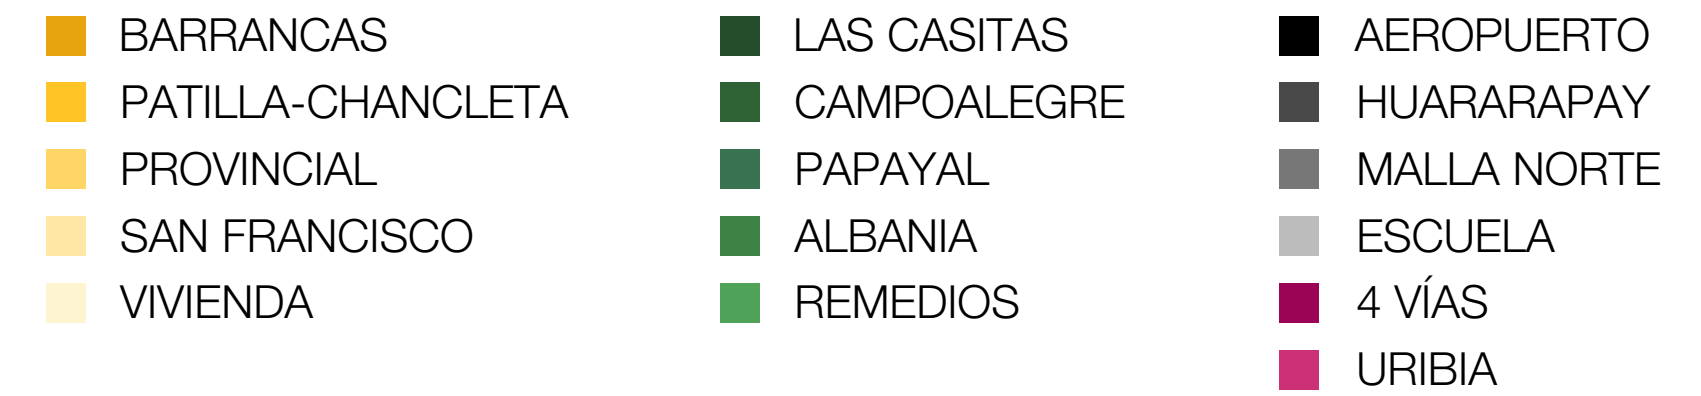 BARRANCAS
PATILLA-CHANCLETA
PROVINCIAL
SAN FRANCISCO
VIVIENDA
LAS CASITAS
CAMPOALEGRE
PAPAYAL
ALBANIA
REMEDIOS
AEROPUERTO
HUARARAPAY
MALLA NORTE
ESCUELA
4 VÍAS
URIBIA